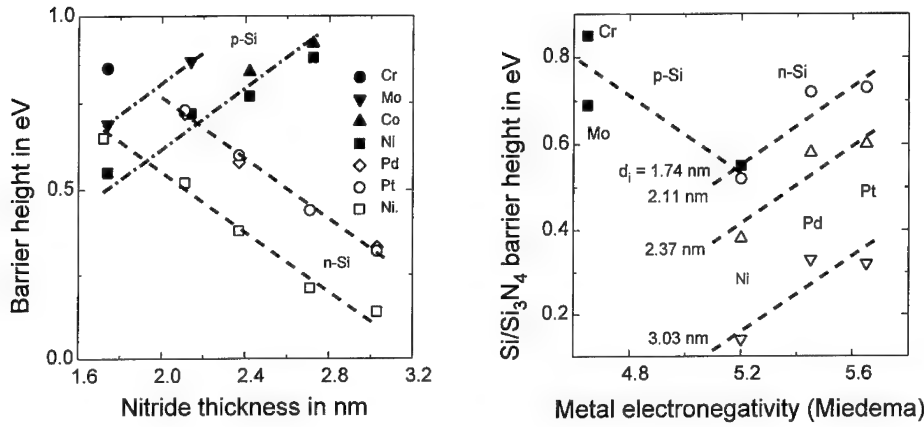 Barrier height in eV
1.0
0.5
0.0
1.6
2.0
2.4
2.8
3.2
Nitride thickness in nm
p-Si
n-Si
Cr
Mo
Co
Ni
Pd
Pt
Ni.
Si/Si3N4 barrier height in eV
0.8
0.6
0.4
0.2
4.8
5.2
5.6
Metal electronegativity (Miedema)
Cr
p-Si
n-Si
Mo
di = 1.74 nm
2.11 nm
Pt
Pd
2.37 nm
Ni
3.03 nm